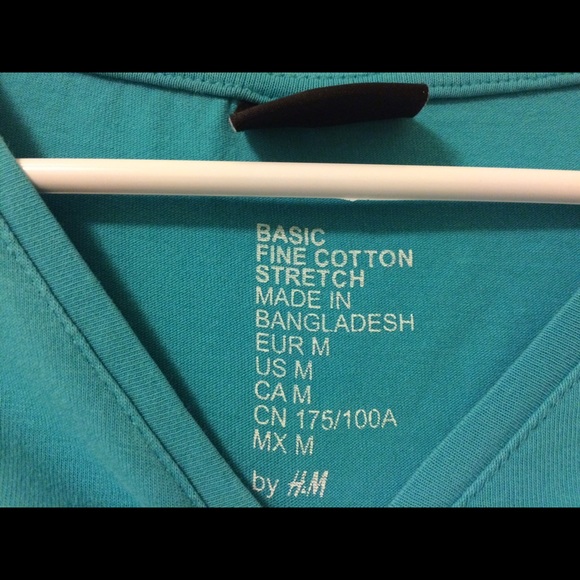 BASIC
FINE COTTON
STRETCH
MADE IN
BANGLADESH
EUR M
US M
CA M
CN 175/100A
MX M
by H&M